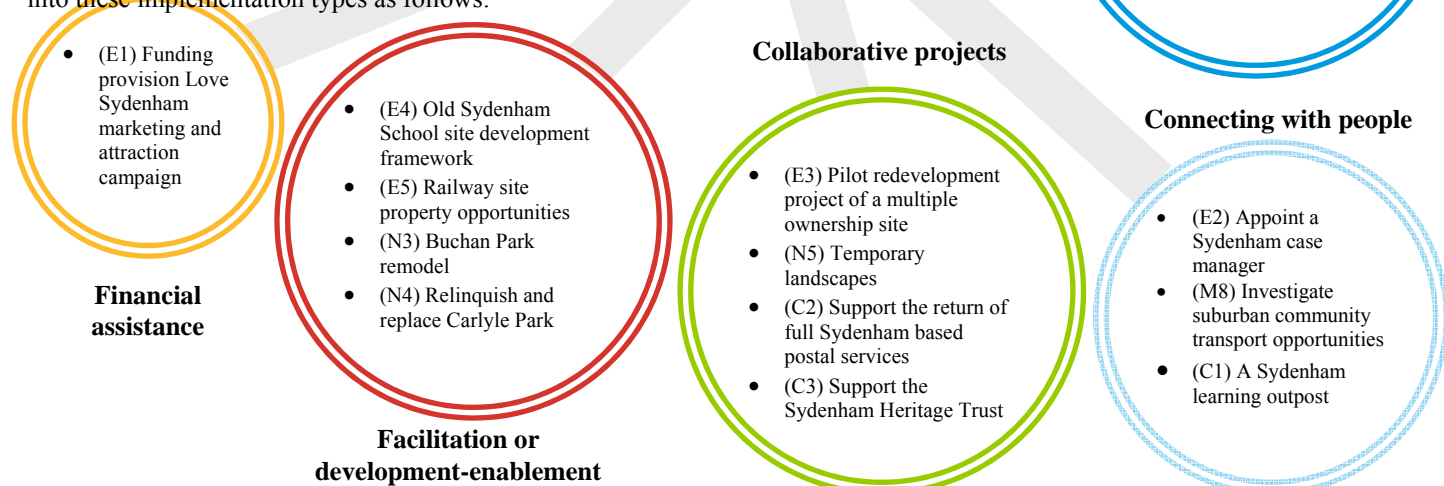 into these implementation types as follows:
• (E1) Funding
provision Love
Sydenham
marketing and
attraction
campaign
Financial
assistance
• (E4) Old Sydenham
School site development
framework
• (E5) Railway site
property opportunities
• (N3) Buchan Park
remodel
• (N4) Relinquish and
replace Carlyle Park
Facilitation or
development-enablement
Collaborative projects
• (E3) Pilot redevelopment
project of a multiple
ownership site
• (N5) Temporary
landscapes
• (C2) Support the return of
full Sydenham based
postal services
• (C3) Support the
Sydenham Heritage Trust
Connecting with people
• (E2) Appoint a
Sydenham case
manager
• (M8) Investigate
suburban community
transport opportunities
• (C1) A Sydenham
learning outpost